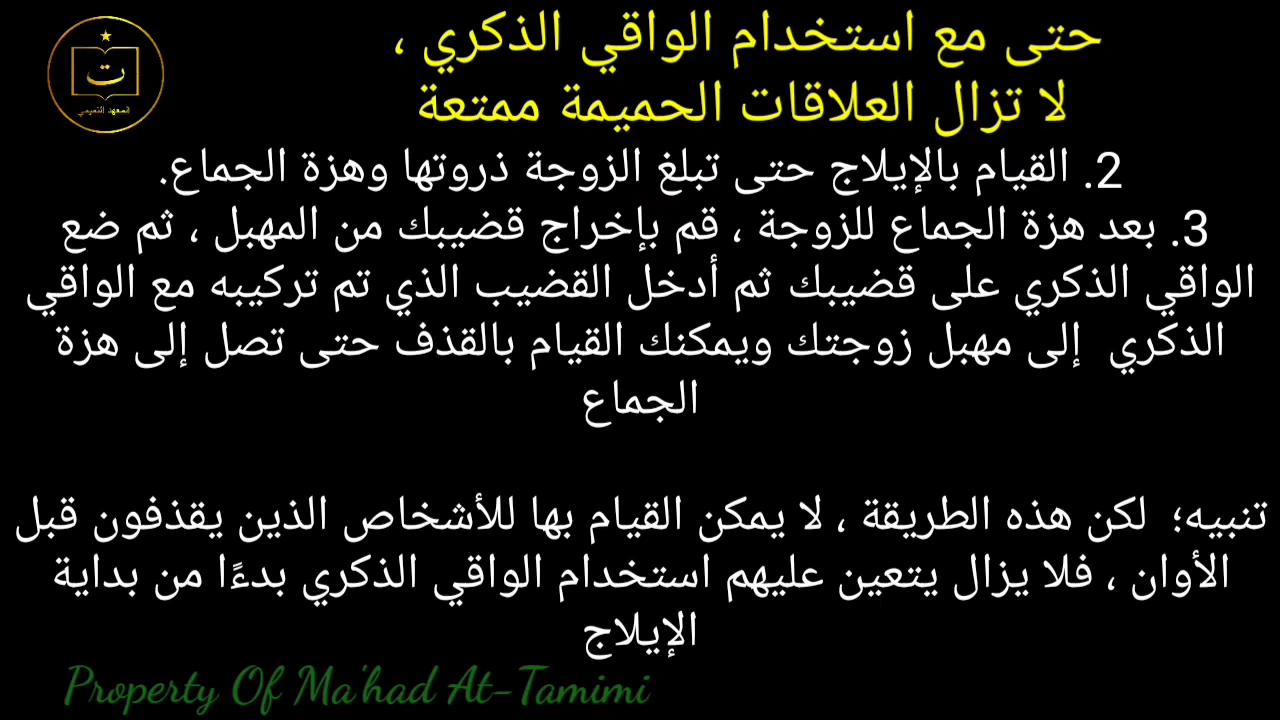 حتى مع استخدام الواقي الذكري ،
لا تزال العلاقات الحميمة ممتعة
ت
المعهد التميمي
2. القيام بالإيلاج حتى تبلغ الزوجة ذروتها وهزة الجماع.
3. بعد هزة الجماع للزوجة ، قم بإخراج قضيبك من المهبل ، ثم ضع
الواقي الذكري على قضيبك ثم أدخل القضيب الذي تم تركيبه مع الواقي
الذكري إلى مهبل زوجتك ويمكنك القيام بالقذف حتى تصل إلى هزة
الجماع
تنبيه؛ لكن هذه الطريقة ، لا يمكن القيام بها للأشخاص الذين يقذفون قبل
الأوان ، فلا يزال يتعين عليهم استخدام الواقي الذكري بدءًا من بداية
الإيلاج
Property Of Ma'had At-Tamimi